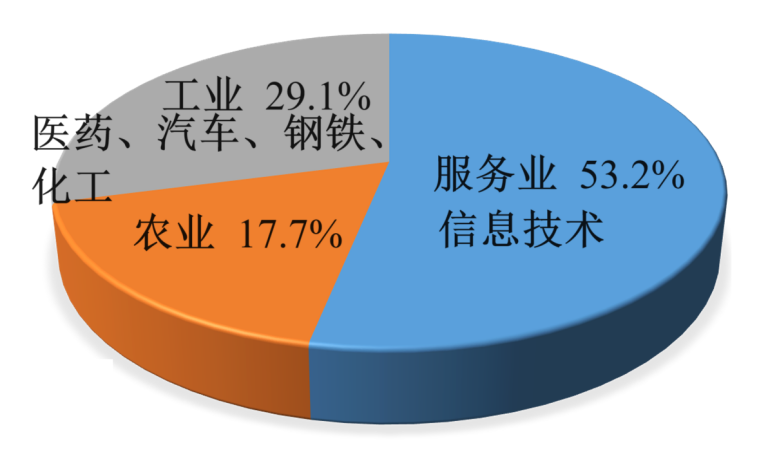 工业 29.1%
医药、汽车、钢铁、
化工
服务业 53.2%
信息技术
农业 17.7%